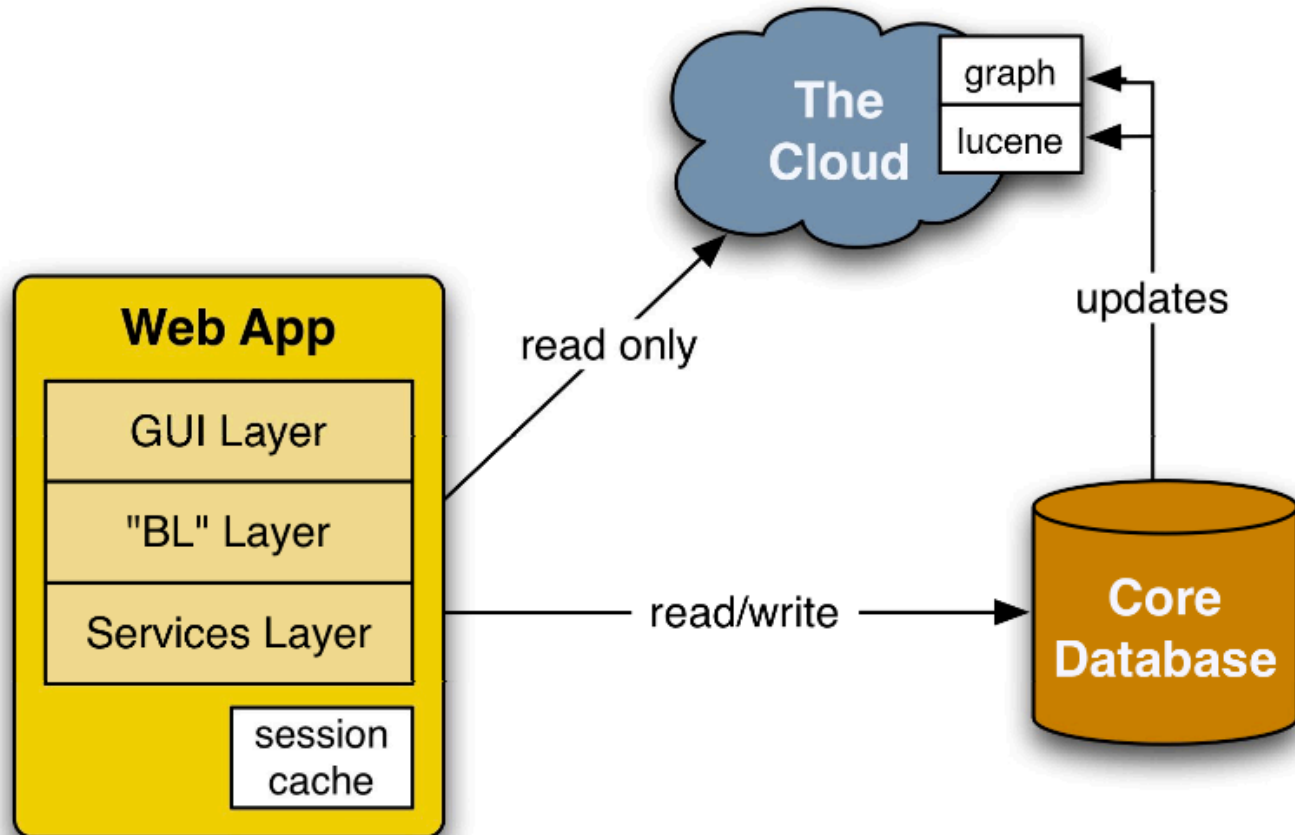 graph
The
lucene
Cloud
updates
Web App
read only
GUI Layer
"BL" Layer
Services Layer
read/write
Core
Database
session
cache